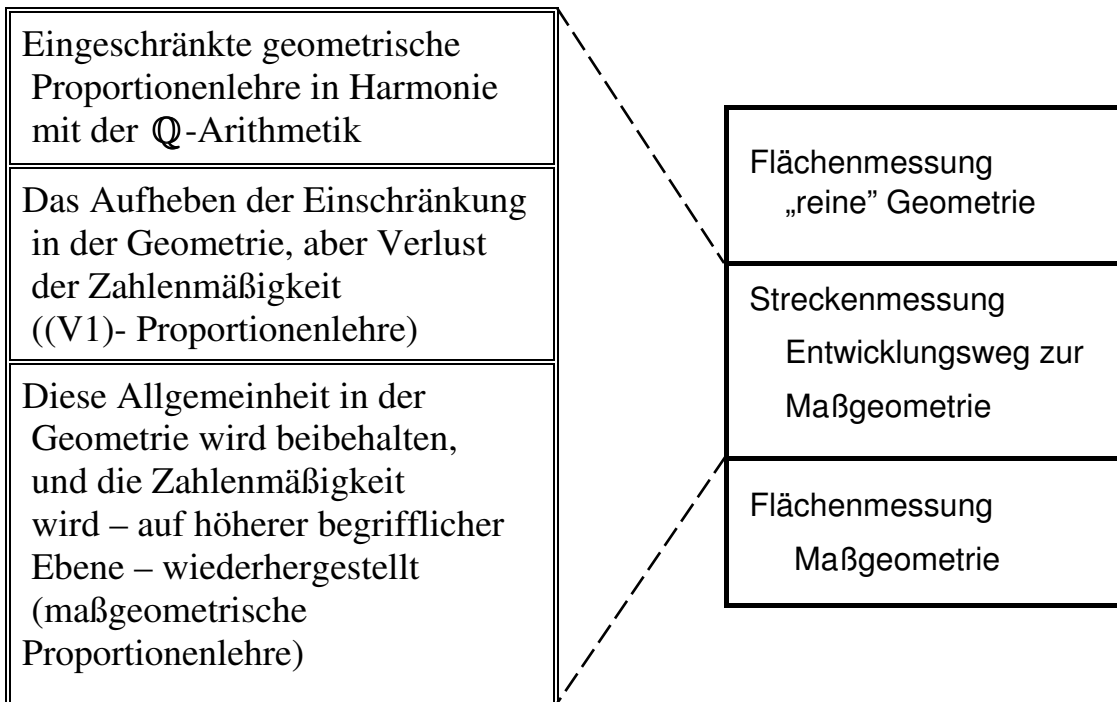 Eingeschränkte geometrische
Proportionenlehre in Harmonie
mit der ℚ-Arithmetik
Das Aufheben der Einschränkung
in der Geometrie, aber Verlust
der Zahlenmäßigkeit
((V1)- Proportionenlehre)
Diese Allgemeinheit in der
Geometrie wird beibehalten,
und die Zahlenmäßigkeit
wird – auf höherer begrifflicher
Ebene – wiederhergestellt
(maßgeometrische
Proportionenlehre)
Flächenmessung
„reine” Geometrie
Streckenmessung
Entwicklungsweg zur
Maßgeometrie
Flächenmessung
Maßgeometrie